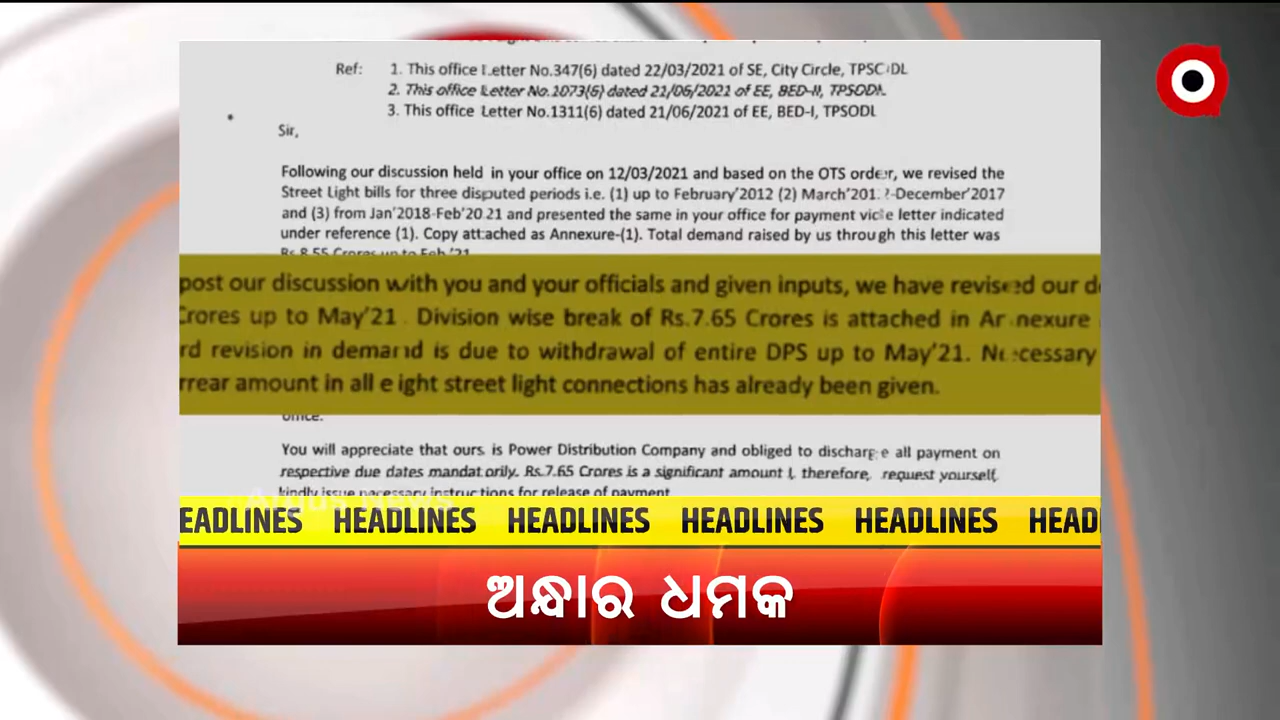 Ref: 1. This office Letter No.347(6) dated 22/03/2021 of SE, City Circle, TPSODL
2. This office Letter No.1073(6) dated 21/06/2021 of EE, BED-II, TPSODL
3. This office Letter No.1311(6) dated 21/06/2021 of EE, BED-I, TPSODL
Sir,
Following our discussion held in your office on 12/03/2021 and based on the OTS order, we revised the
Street Light bills for three disputed periods i.e. (1) up to February'2012 (2) March'2012-December'2017
and (3) from Jan'2018-Feb'2021 and presented the same in your office for payment vide letter indicated
under reference (1). Copy attached as Annexure-(1). Total demand raised by us through this letter was
Rs.8.55 Crores up to Feb'21
post our discussion with you and your officials and given inputs, we have revised our
Crores up to May'21. Division wise break of Rs.7.65 Crores is attached in Annexure
rd revision in demand is due to withdrawal of entire DPS up to May'21. Necessary
rrear amount in all eight street light connections has already been given.
office.
You will appreciate that ours is Power Distribution Company and obliged to discharge all payment on
respective due dates mandatorily. Rs.7.65 Crores is a significant amount therefore, request yourself,
kindly issue necessary instructions for release of payment
Argus News
EADLINES HEADLINES HEADLINES HEADLINES HEADLINES HEAD
ଅନ୍ଧାର ଧମକ